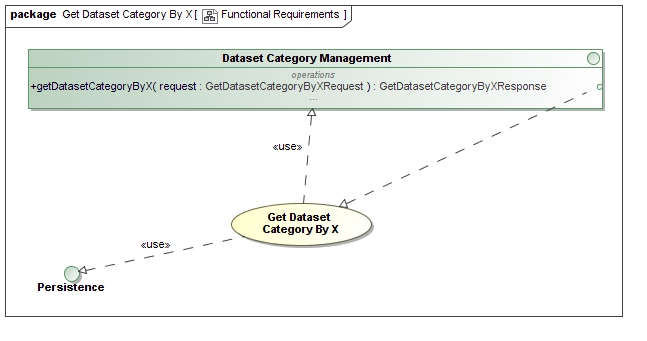 package Get Dataset Category By X [ Functional Requirements ]
Dataset Category Management
operations
+getDatasetCategoryByX( request : GetDatasetCategoryByXRequest ) : GetDatasetCategoryByXResponse
...
«use»
Get Dataset
Category By X
«use»
Persistence